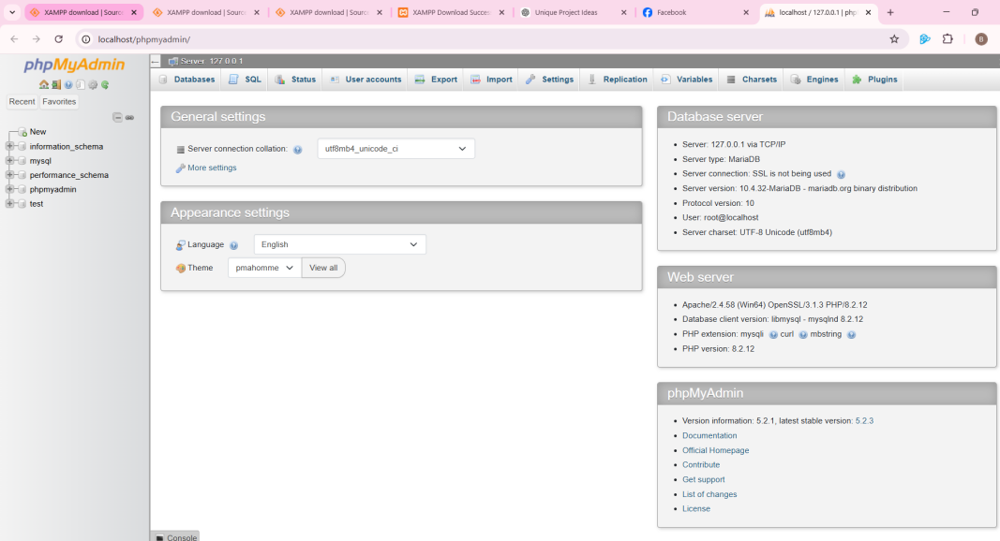 XAMPP download | Source
XAMPP download | Source
XAMPP download | Source
XAMPP Download Succes
Unique Project Ideas
Facebook
localhost / 127.0.0.1 | php
localhost/phpmyadmin/
B
phpMyAdmin
Recent
Favorites
New
information_schema
mysql
performance_schema
phpmyadmin
test
Server: 127.0.0.1
Databases
SQL
Status
User accounts
Export
Import
Settings
Replication
Variables
Charsets
Engines
Plugins
General settings
Server connection collation:
utf8mb4_unicode_ci
More settings
Appearance settings
Language
English
Theme
pmahomme
View all
Database server
Server: 127.0.0.1 via TCP/IP
Server type: MariaDB
Server connection: SSL is not being used
Server version: 10.4.32-MariaDB - mariadb.org binary distribution
Protocol version: 10
User: root@localhost
Server charset: UTF-8 Unicode (utf8mb4)
Web server
Apache/2.4.58 (Win64) OpenSSL/3.1.3 PHP/8.2.12
Database client version: libmysql - mysqlnd 8.2.12
PHP extension: mysqli curl mbstring
PHP version: 8.2.12
phpMyAdmin
Version information: 5.2.1, latest stable version: 5.2.3
Documentation
Official Homepage
Contribute
Get support
List of changes
License
Console